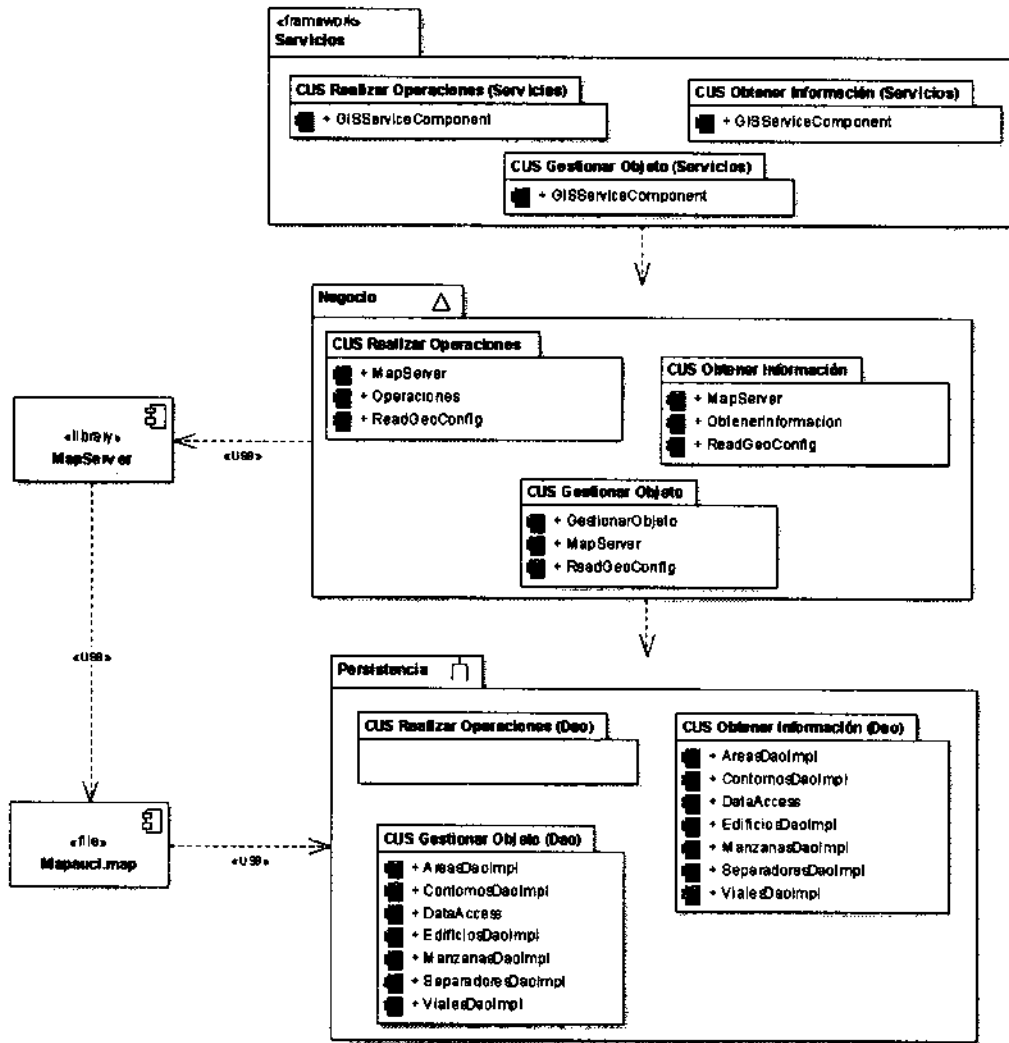 «framework»
Servicios
CUS Realizar Operaciones (Servicios)
+ GISServiceComponent
CUS Obtener Información (Servicios)
+ GISServiceComponent
CUS Gestionar Objeto (Servicios)
+ GISServiceComponent
Negocio
CUS Realizar Operaciones
+ MapServer
+ Operaciones
+ ReadGeoConfig
CUS Obtener Información
+ MapServer
+ ObtenerInformacion
+ ReadGeoConfig
CUS Gestionar Objeto
+ GestionarObjeto
+ MapServer
+ ReadGeoConfig
«library»
MapServer
«use»
«use»
Persistencia
CUS Realizar Operaciones (Dao)
CUS Obtener Información (Dao)
+ AreasDaoImpl
+ ContornosDaoImpl
+ DataAccess
+ EdificiosDaoImpl
+ ManzanasDaoImpl
+ SeparadoresDaoImpl
+ VialesDaoImpl
«file»
Mapauci.map
«use»
CUS Gestionar Objeto (Dao)
+ AreasDaoImpl
+ ContornosDaoImpl
+ DataAccess
+ EdificiosDaoImpl
+ ManzanasDaoImpl
+ SeparadoresDaoImpl
+ VialesDaoImpl